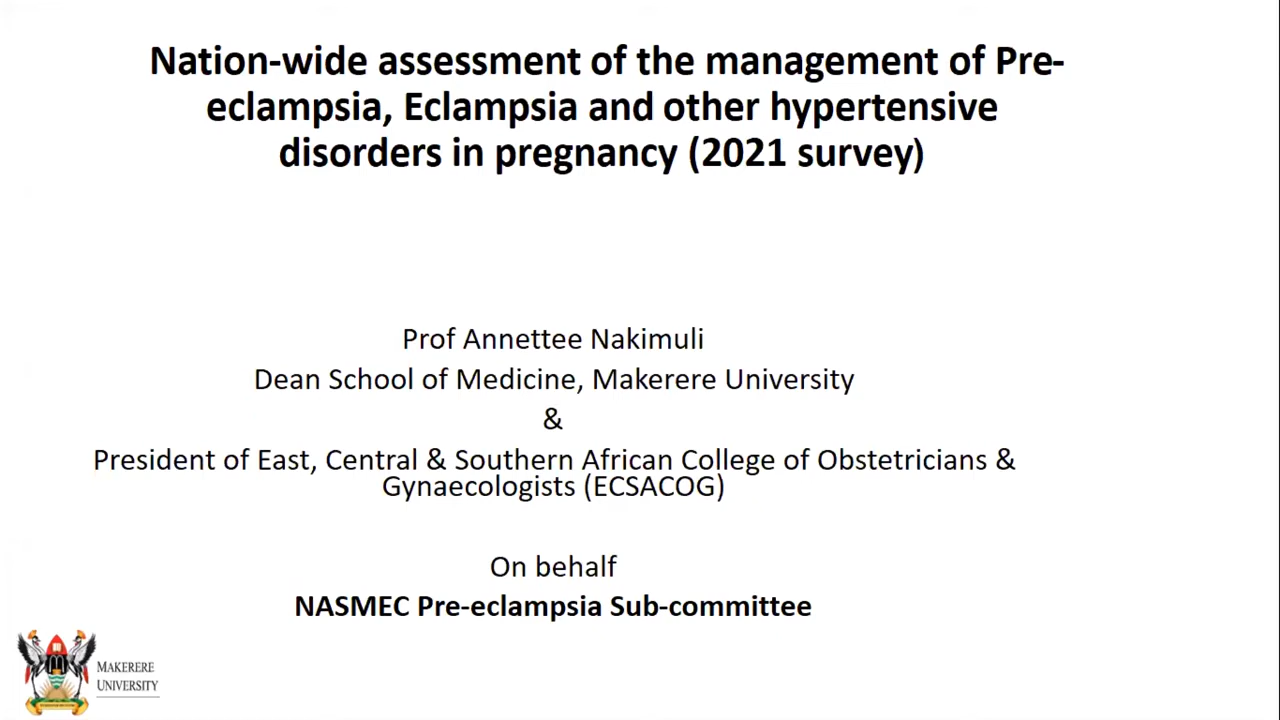 Nation-wide assessment of the management of Pre-
eclampsia, Eclampsia and other hypertensive
disorders in pregnancy (2021 survey)
Prof Annettee Nakimuli
Dean School of Medicine, Makerere University
&
President of East, Central & Southern African College of Obstetricians &
Gynaecologists (ECSACOG)
On behalf
NASMEC Pre-eclampsia Sub-committee
MAKERERE
UNIVERSITY